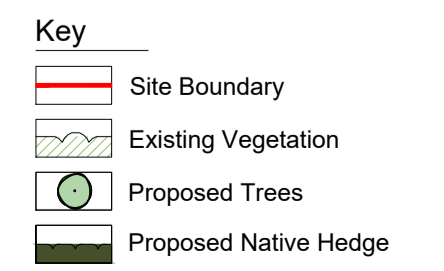 Key
Site Boundary
Existing Vegetation
Proposed Trees
Proposed Native Hedge